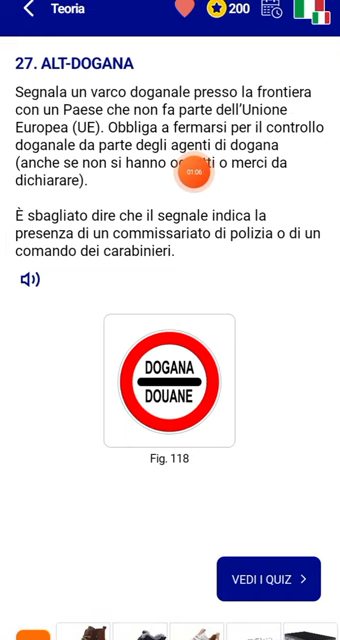 Teoria
200
27. ALT-DOGANA
Segnala un varco doganale presso la frontiera
con un Paese che non fa parte dell'Unione
Europea (UE). Obbliga a fermarsi per il controllo
doganale da parte degli agenti di dogana
(anche se non si hanno o merci da
01:06
dichiarare).
È sbagliato dire che il segnale indica la
presenza di un commissariato di polizia o di un
comando dei carabinieri.
DOGANA
DOUANE
Fig. 118
VEDI I QUIZ